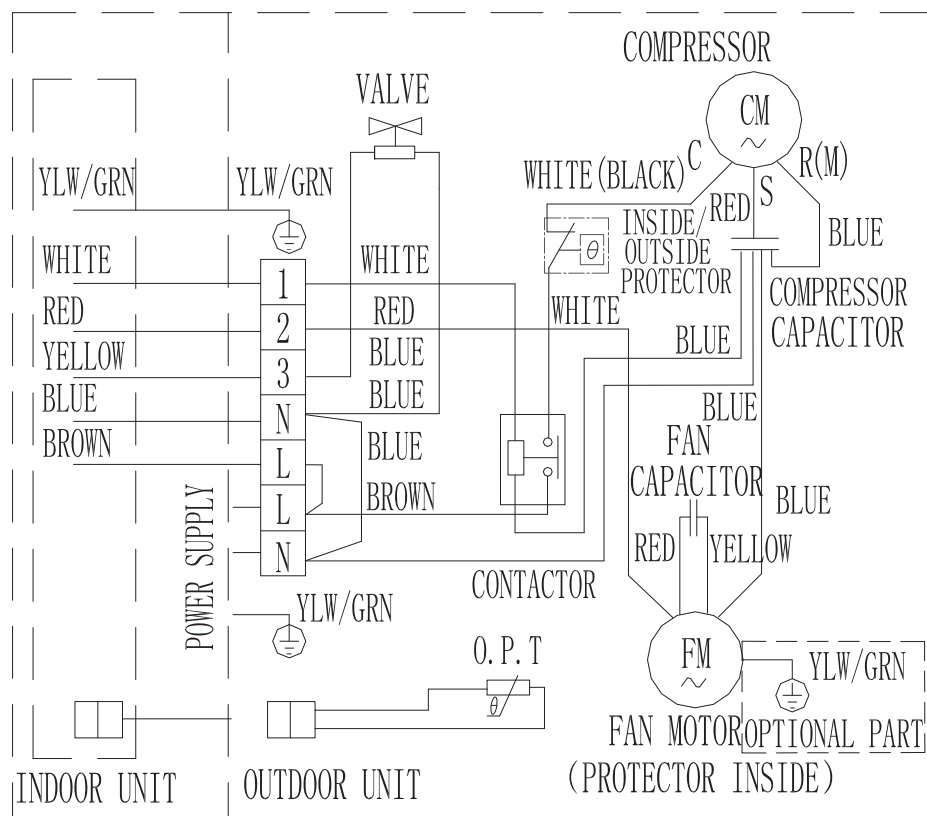 COMPRESSOR
VALVE
CM
C
R(M)
YLW/GRN
YLW/GRN
WHITE(BLACK)
S
RED
INSIDE/
OUTSIDE
PROTECTOR
θ
BLUE
WHITE
1
WHITE
COMPRESSOR
CAPACITOR
RED
2
RED
WHITE
YELLOW
3
BLUE
BLUE
BLUE
N
BLUE
BLUE
BROWN
L
BLUE
FAN
CAPACITOR
L
BROWN
BLUE
POWER SUPPLY
N
RED
YELLOW
CONTACTOR
YLW/GRN
O.P.T
θ
FM
YLW/GRN
FAN MOTOR
OPTIONAL PART
(PROTECTOR INSIDE)
INDOOR UNIT
OUTDOOR UNIT